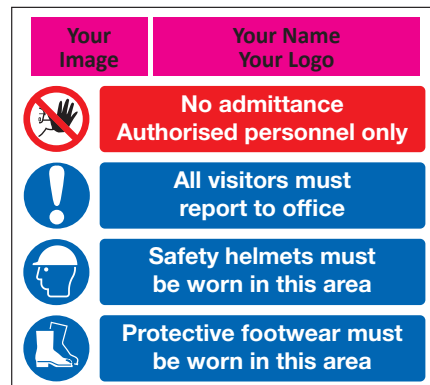 Your
Image
Your Name
Your Logo
No admittance
Authorised personnel only
All visitors must
report to office
Safety helmets must
be worn in this area
Protective footwear must
be worn in this area